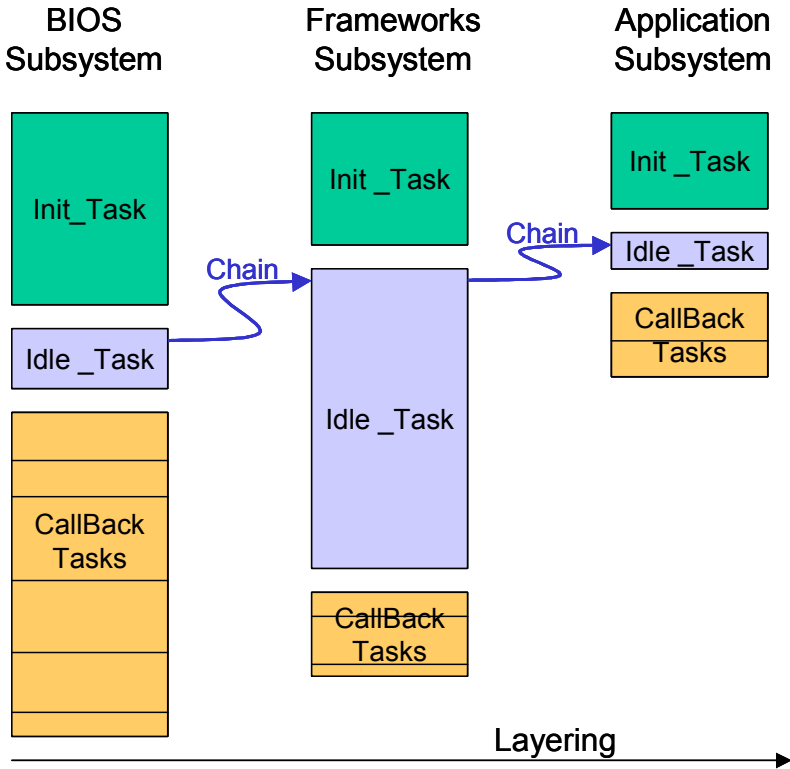 BIOS
Subsystem
Frameworks
Subsystem
Application
Subsystem
Init_Task
Init _Task
Init _Task
Chain
Chain
Idle _Task
Idle _Task
Idle _Task
CallBack
Tasks
CallBack
Tasks
CallBack
Tasks
Layering